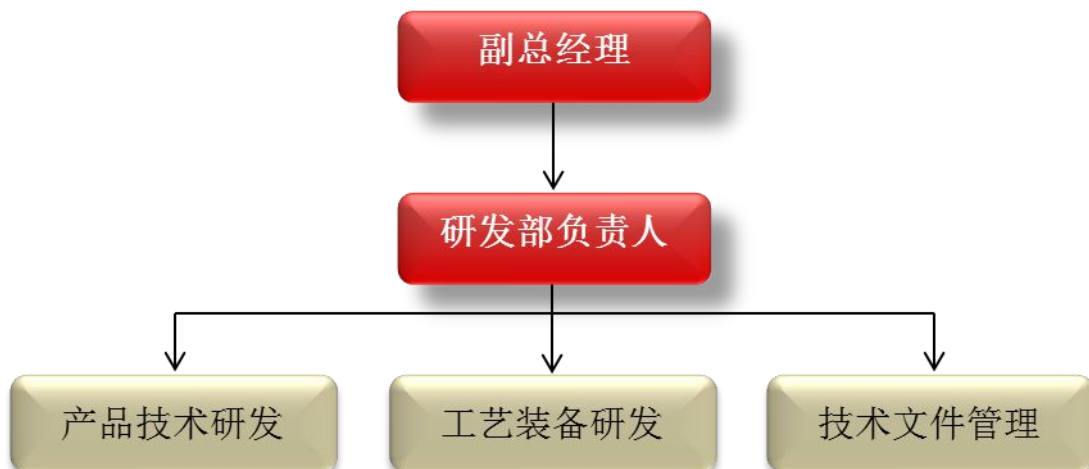 副总经理
研发部负责人
产品技术研发
工艺装备研发
技术文件管理